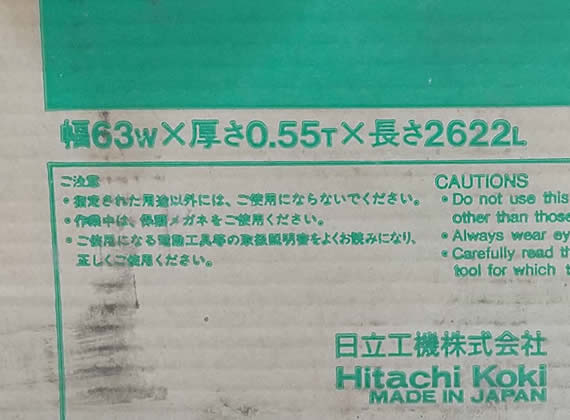 幅63W×厚さ0.55T×長さ2622L
ご注意
・指定された用途以外には、ご使用にならないでください。
・作業中は、保護メガネをご使用ください。
・ご使用になる電動工具等の取扱説明書をよくお読みになり、
正しくご使用ください。
CAUTIONS
• Do not use this
other than those
• Always wear ey
• Carefully read th
tool for which t
日立工機株式会社
Hitachi Koki
MADE IN JAPAN